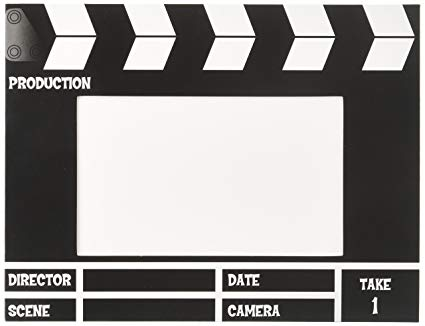 PRODUCTION
DIRECTOR DATE TAKE
SCENE CAMERA 1